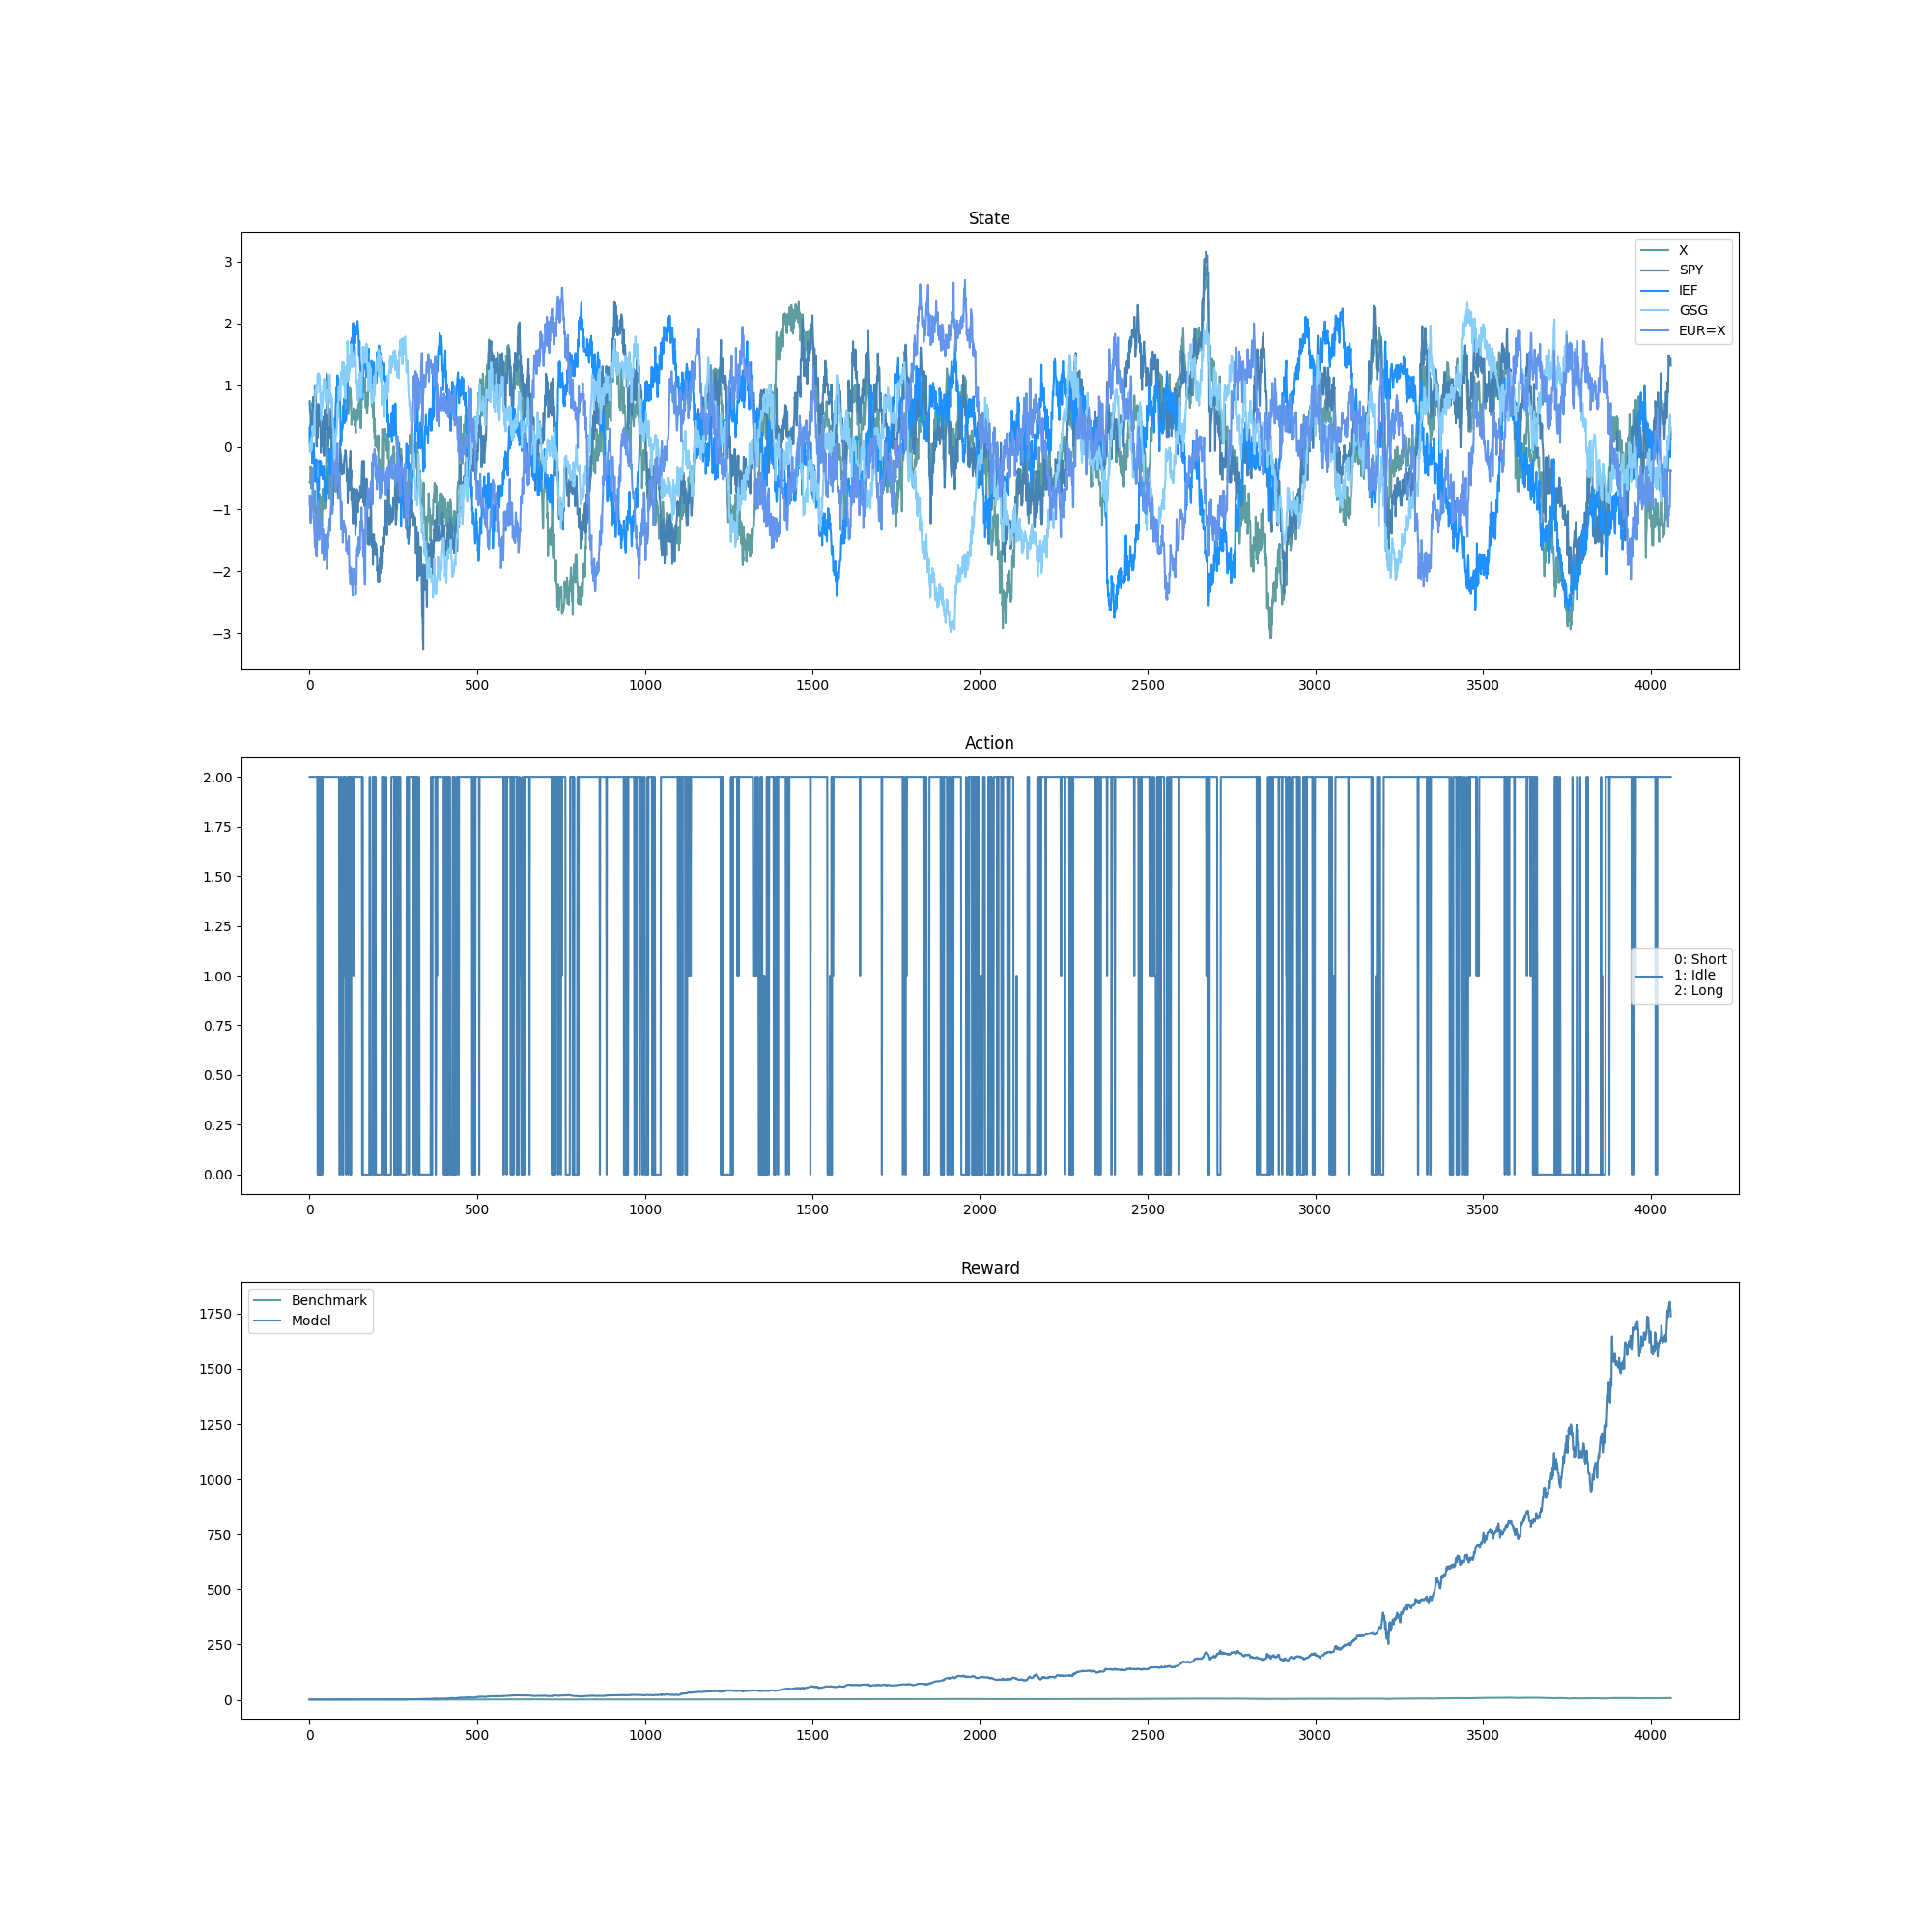 State
3
2
1
0
−1
−2
−3
X
SPY
IEF
GSG
EUR=X
0 500 1000 1500 2000 2500 3000 3500 4000
Action
2.00
1.75
1.50
1.25
1.00
0.75
0.50
0.25
0.00
0: Short
1: Idle
2: Long
0 500 1000 1500 2000 2500 3000 3500 4000
Reward
Benchmark
Model
1750
1500
1250
1000
750
500
250
0
0 500 1000 1500 2000 2500 3000 3500 4000